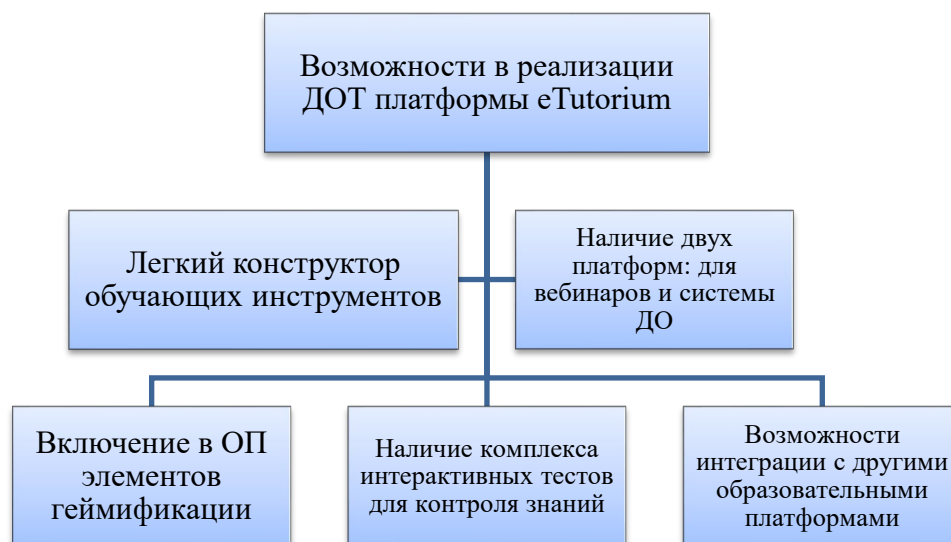 Возможности в реализации
ДОТ платформы eTutorium
Легкий конструктор
обучающих инструментов
Наличие двух
платформ: для
вебинаров и системы
ДО
Включение в ОП
элементов
геймификации
Наличие комплекса
интерактивных тестов
для контроля знаний
Возможности
интеграции с другими
образовательными
платформами